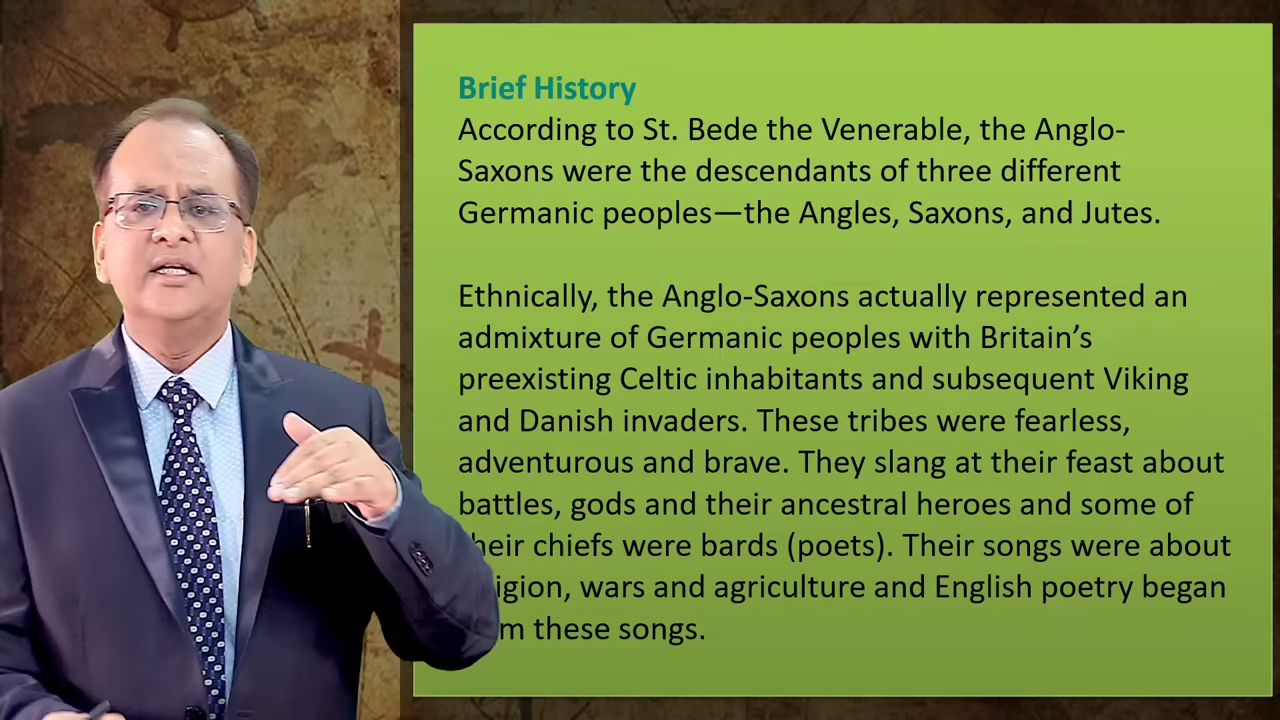 Brief History
According to St. Bede the Venerable, the Anglo-
Saxons were the descendants of three different
Germanic peoples—the Angles, Saxons, and Jutes.
Ethnically, the Anglo-Saxons actually represented an
admixture of Germanic peoples with Britain’s
preexisting Celtic inhabitants and subsequent Viking
and Danish invaders. These tribes were fearless,
adventurous and brave. They slang at their feast about
battles, gods and their ancestral heroes and some of
heir chiefs were bards (poets). Their songs were about
igion, wars and agriculture and English poetry began
m these songs.